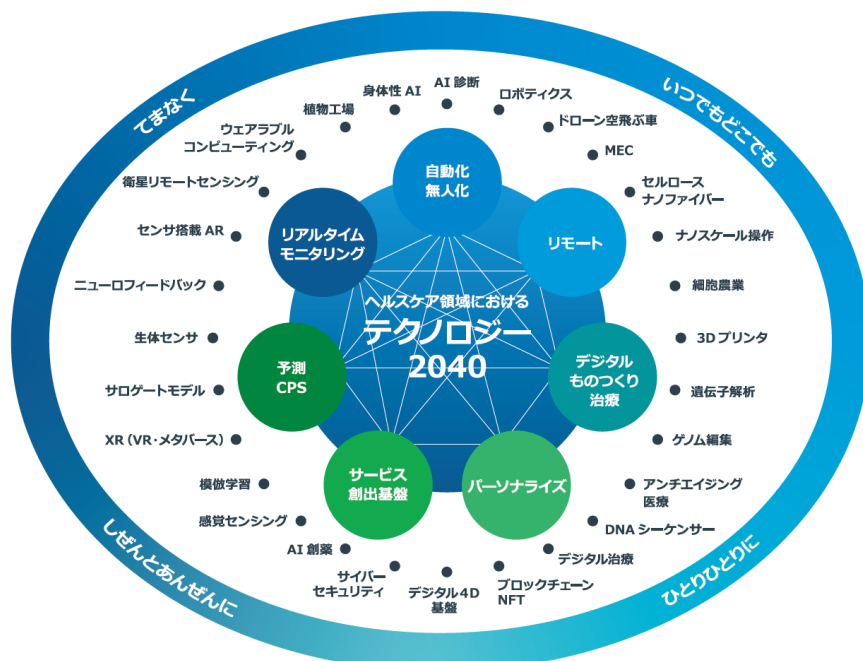 てまなく
いつでもどこでも
しぜんとあんぜんに
ひとりひとりに
AI 診断
ロボティクス
ドローン空飛ぶ車
MEC
セルロース
ナノファイバー
ナノスケール操作
細胞農業
3Dプリンタ
遺伝子解析
ゲノム編集
アンチエイジング
医療
DNA シーケンサー
デジタル治療
ブロックチェーン
NFT
デジタル4D
基盤
サイバー
セキュリティ
AI 創薬
感覚センシング
模倣学習
XR（VR・メタバース）
サロゲートモデル
生体センサ
ニューロフィードバック
センサ搭載 AR
衛星リモートセンシング
ウェアラブル
コンピューティング
植物工場
身体性 AI
自動化
無人化
リモート
デジタル
ものつくり
治療
パーソナライズ
サービス
創出基盤
予測
CPS
リアルタイム
モニタリング
ヘルスケア領域における
テクノロジー
2040